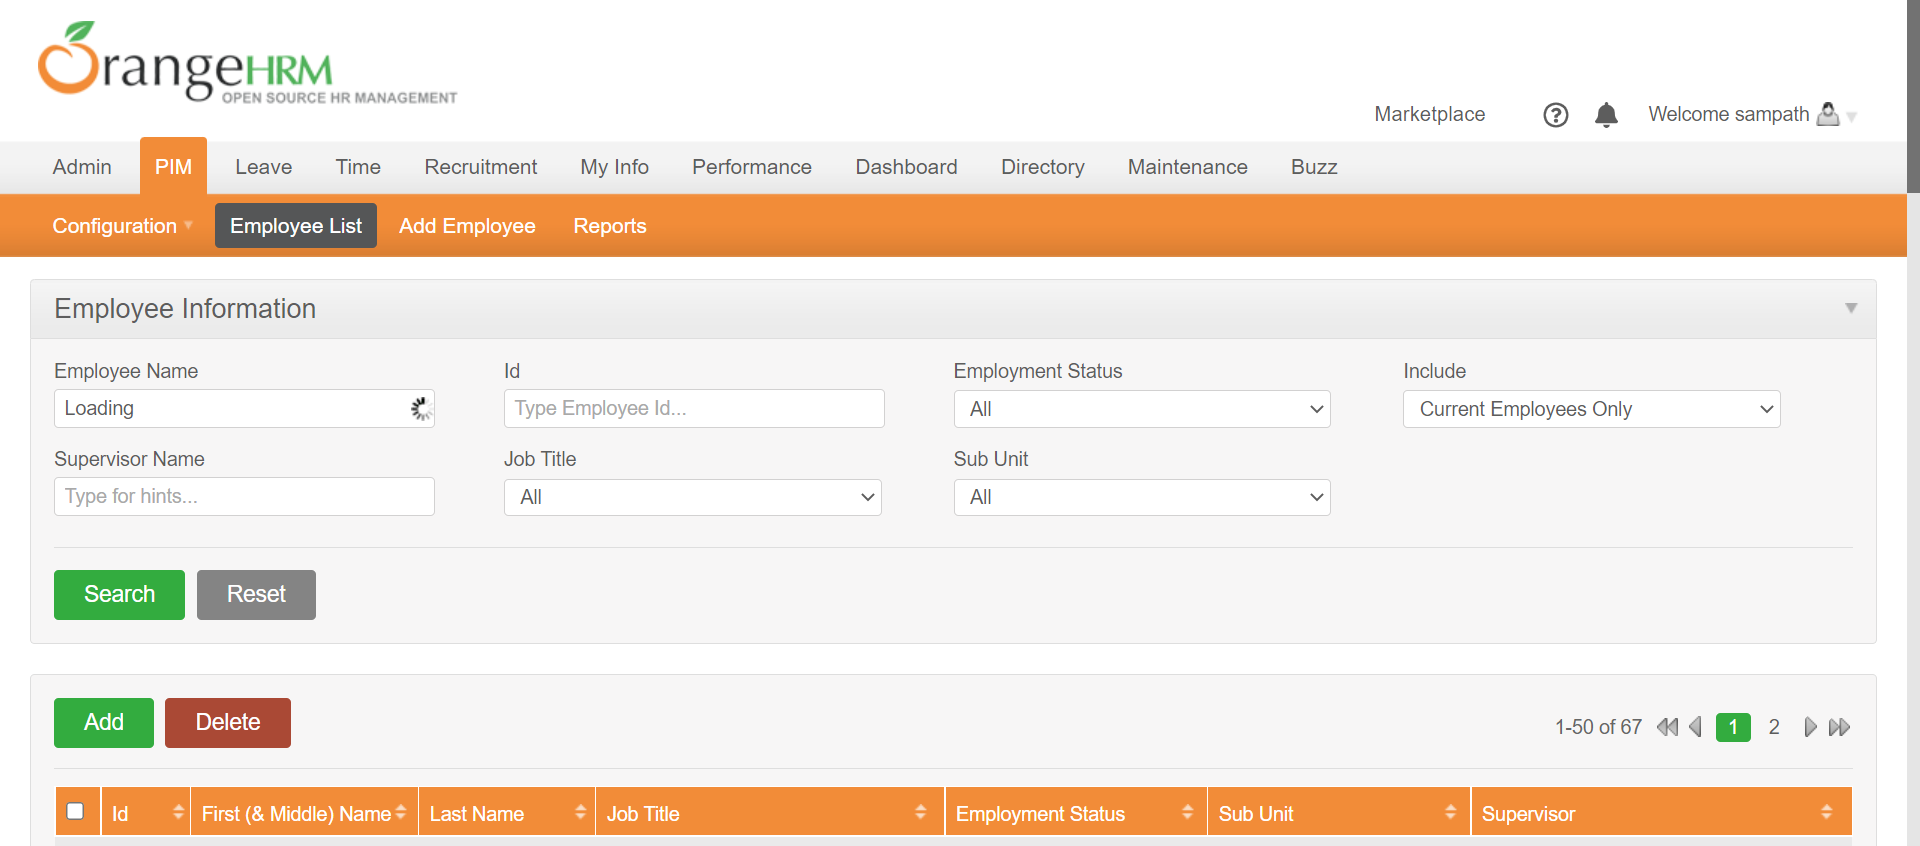 OrangeHRM
OPEN SOURCE HR MANAGEMENT
Marketplace ? Welcome sampath
Admin PIM Leave Time Recruitment My Info Performance Dashboard Directory Maintenance Buzz
Configuration Employee List Add Employee Reports
Employee Information
Employee Name Id Employment Status Include
Loading Type Employee Id... All Current Employees Only
Supervisor Name Job Title Sub Unit
Type for hints... All All
Search Reset
Add Delete 1-50 of 67 1 2
Id First (& Middle) Name Last Name Job Title Employment Status Sub Unit Supervisor